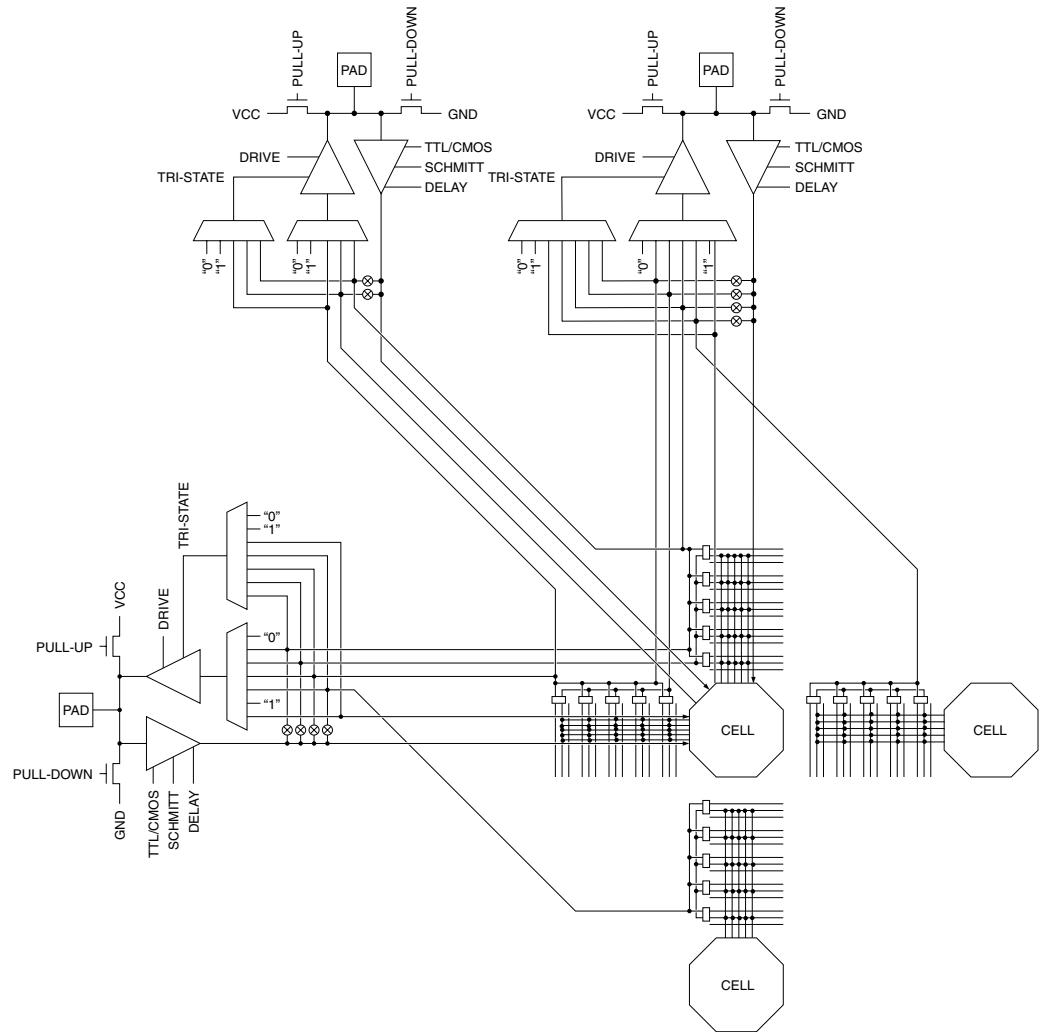 PULL-UP
PULL-DOWN
PAD
VCC
GND
DRIVE
TTL/CMOS
SCHMITT
TRI-STATE
DELAY
"0"
"1"
"0"
"1"
PULL-UP
PULL-DOWN
PAD
VCC
GND
DRIVE
TTL/CMOS
SCHMITT
TRI-STATE
DELAY
"0"
"1"
"0"
"1"
TRI-STATE
"0"
"1"
VCC
DRIVE
PULL-UP
"0"
"1"
PAD
PULL-DOWN
GND
TTL/CMOS
SCHMITT
DELAY
CELL
CELL
CELL